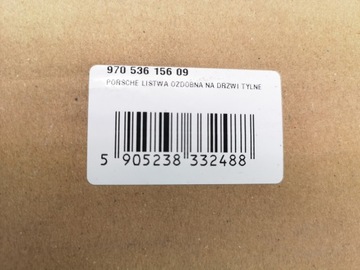 970 536 156 09
PORSCHE LISTWA OZDOBNA NA DRZWI TYLNE
5 905238 332488